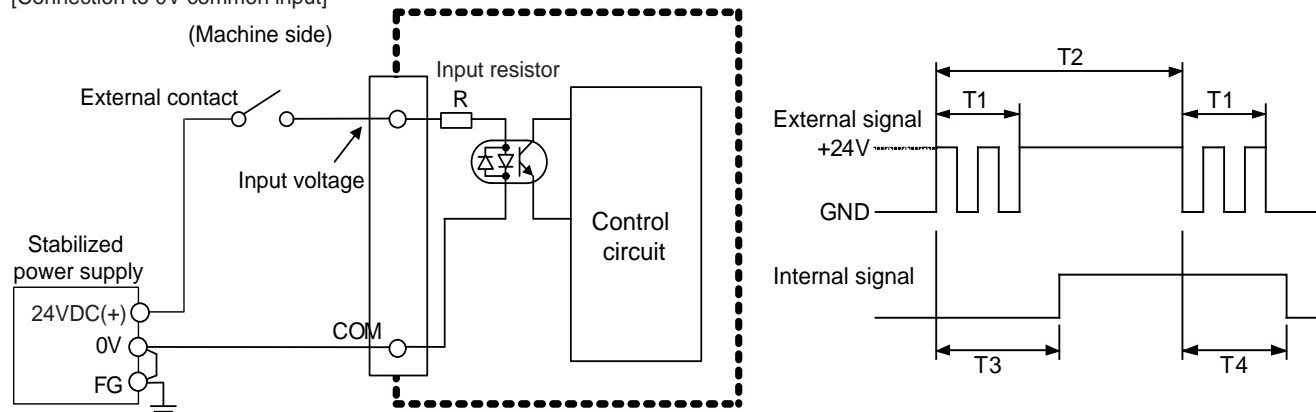 [Connection to 0V common input]
(Machine side)
Input resistor
R
External contact
Input voltage
Control
circuit
Stabilized
power supply
24VDC(+)
0V
FG
COM
T2
T1
T1
External signal
+24V
GND
Internal signal
T3
T4